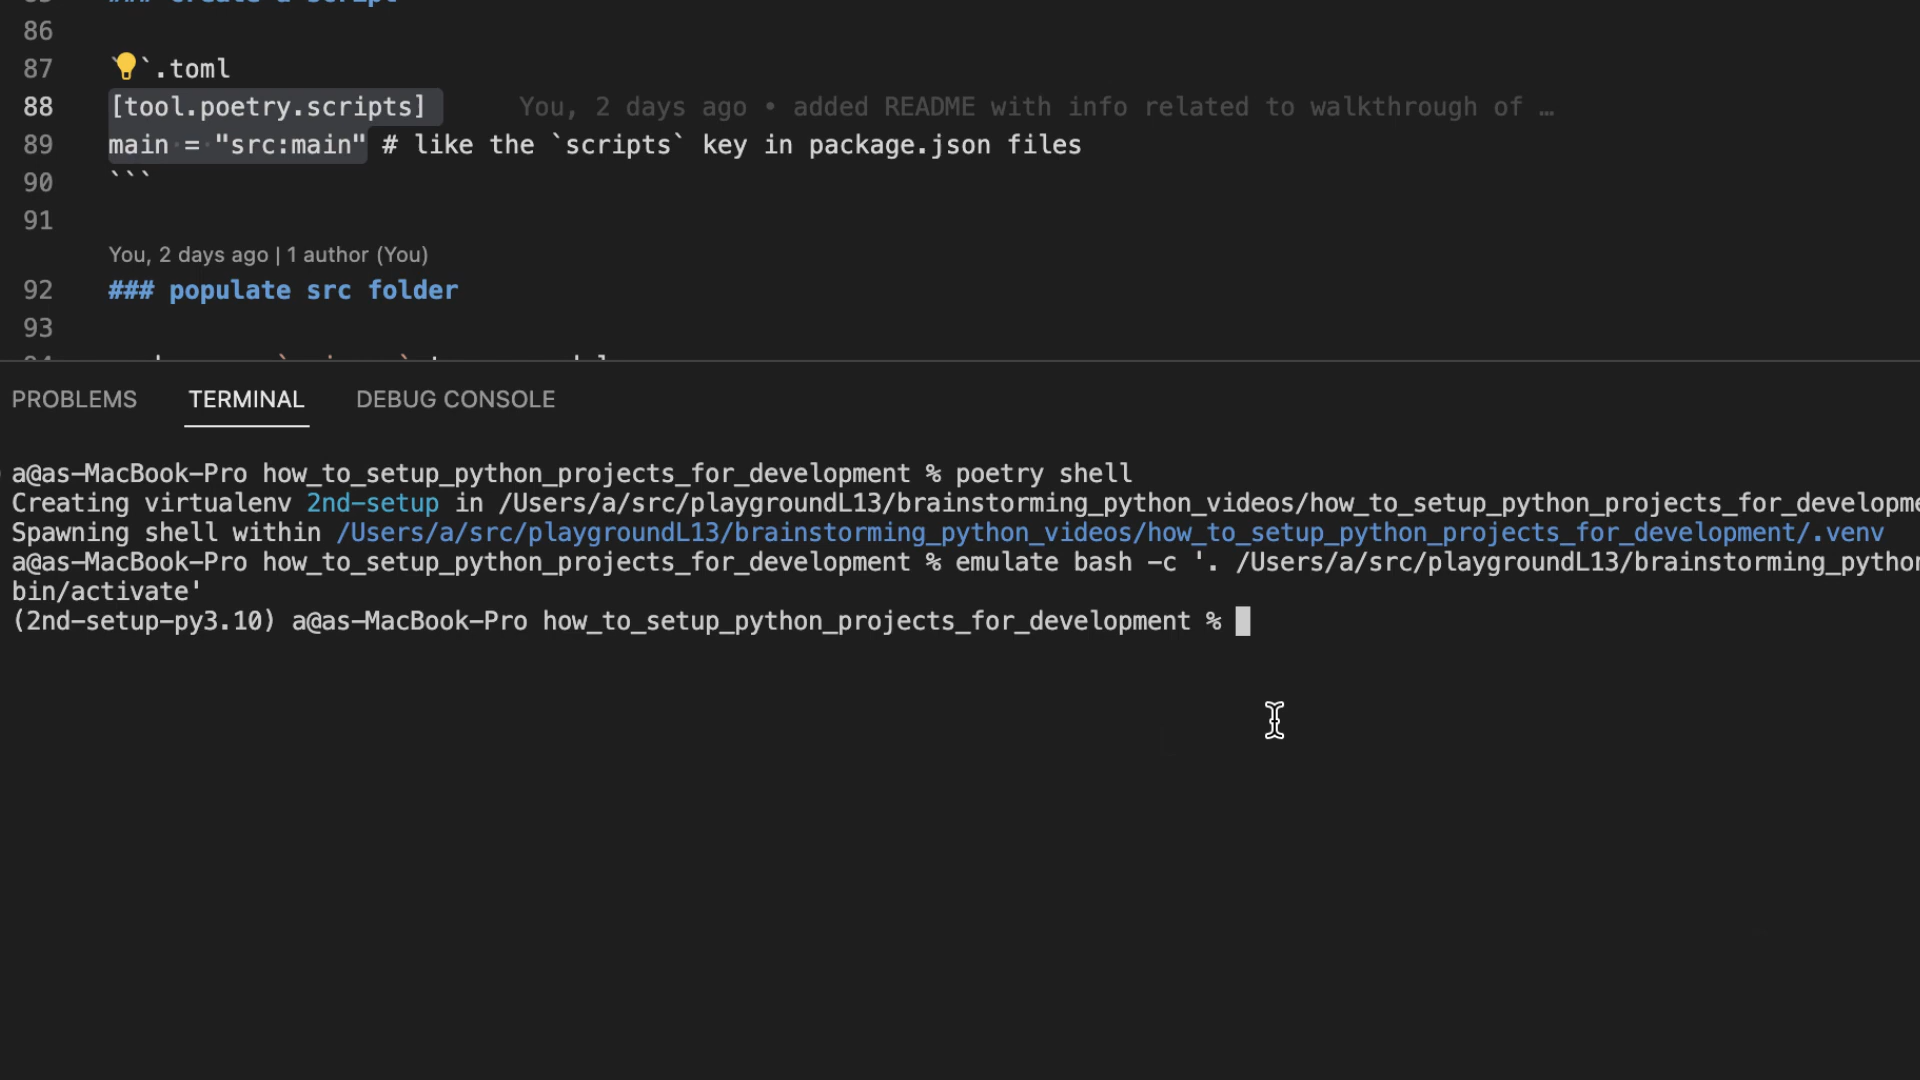 86
87 ``.toml
88 [tool.poetry.scripts] You, 2 days ago • added README with info related to walkthrough of …
89 main = "src:main" # like the `scripts` key in package.json files
90 ```
91
You, 2 days ago | 1 author (You)
92 ### populate src folder
93
PROBLEMS TERMINAL DEBUG CONSOLE
a@as-MacBook-Pro how_to_setup_python_projects_for_development % poetry shell
Creating virtualenv 2nd-setup in /Users/a/src/playgroundL13/brainstorming_python_videos/how_to_setup_python_projects_for_developme
Spawning shell within /Users/a/src/playgroundL13/brainstorming_python_videos/how_to_setup_python_projects_for_development/.venv
a@as-MacBook-Pro how_to_setup_python_projects_for_development % emulate bash -c '. /Users/a/src/playgroundL13/brainstorming_python
bin/activate'
(2nd-setup-py3.10) a@as-MacBook-Pro how_to_setup_python_projects_for_development %